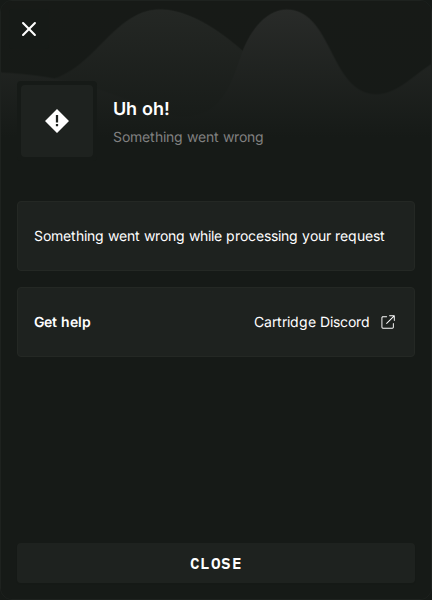 Uh oh!
Something went wrong
Something went wrong while processing your request
Get help
Cartridge Discord
CLOSE